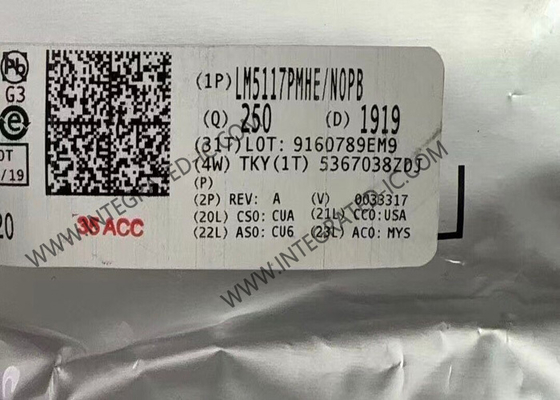 Pb
G3
e
OT
/19
20
(1P) LM5117PMHE/NOPB
(Q) 250 (D) 1919
(31T)LOT: 9160789EM9
(4W) TKY(1T) 5367038ZDJ
(P)
(2P) REV: A (V) 0033317
(20L) CSO: CUA (21L) CCO:USA
(22L) ASO: CU6 (23L) ACO: MYS
3S ACC
WWW.INTEGRATED-IC.COM
WWW.INTEGRATED-IC.COM